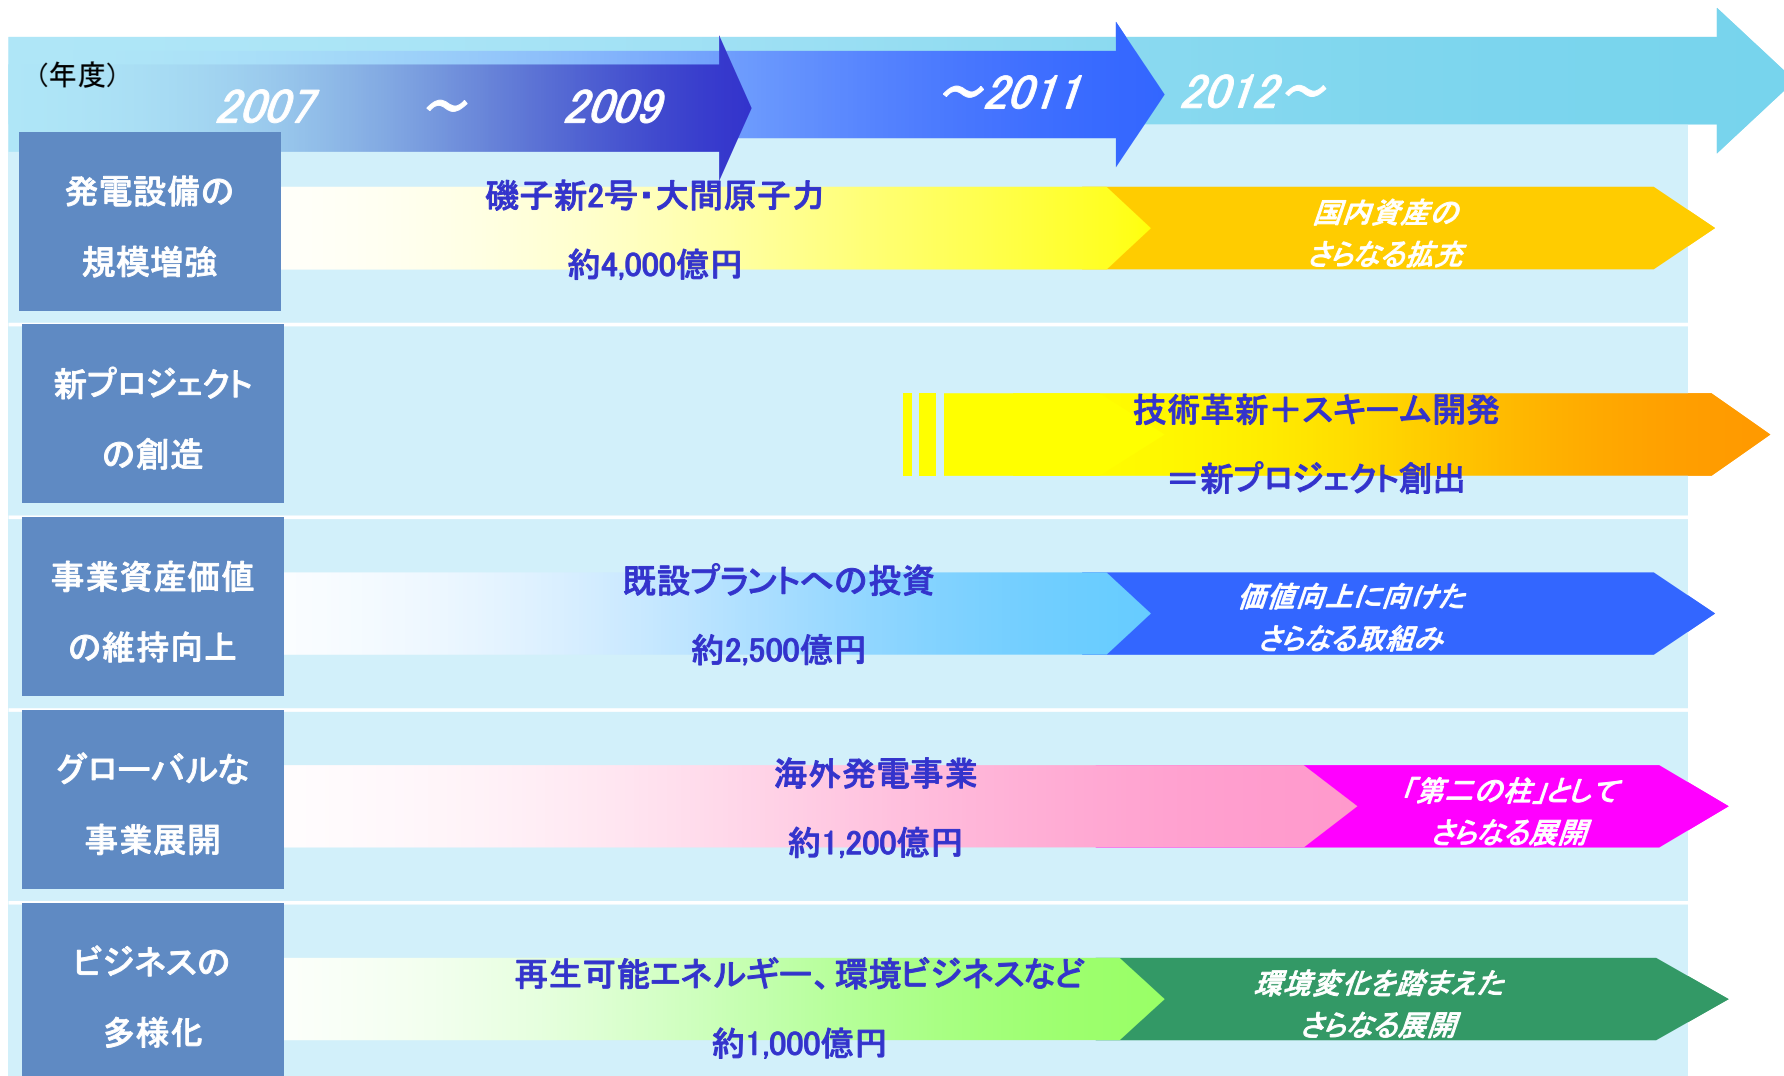 (年度)
2007 ～ 2009
～2011
2012～
発電設備の
規模増強
磯子新2号・大間原子力
約4,000億円
国内資産の
さらなる拡充
新プロジェクト
の創造
技術革新＋スキーム開発
＝新プロジェクト創出
事業資産価値
の維持向上
既設プラントへの投資
約2,500億円
価値向上に向けた
さらなる取組み
グローバルな
事業展開
海外発電事業
約1,200億円
「第二の柱」として
さらなる展開
ビジネスの
多様化
再生可能エネルギー、環境ビジネスなど
約1,000億円
環境変化を踏まえた
さらなる展開